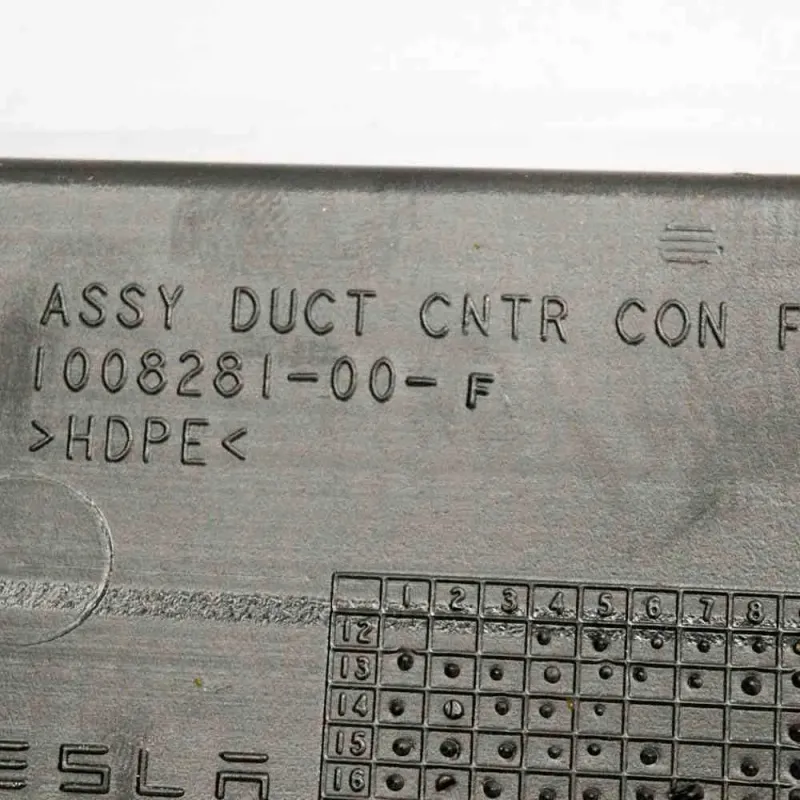 ASSY DUCT CNTR CON F
1008281-00-F
>HDPE<
1 2 3 4 5 6 7 8
12
13
14
15
16
ESLA